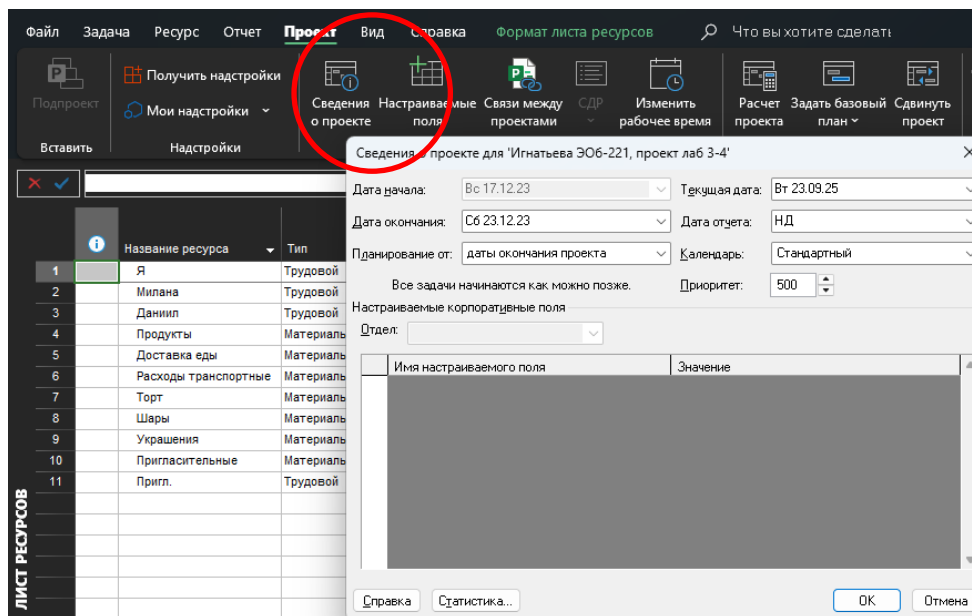 Файл Задача Ресурс Отчет Проект Вид Справка Формат листа ресурсов Что вы хотите сделать
Подпроект
Получить надстройки
Мои надстройки
Сведения о проекте
Настраиваемые поля
Связи между проектами
СДР
Изменить рабочее время
Расчет проекта
Задать базовый план
Сдвинуть проект
Вставить Надстройки
Сведения о проекте для 'Игнатьева ЭОб-221, проект лаб 3-4'
Дата начала: Вс 17.12.23 Текущая дата: Вт 23.09.25
Дата окончания: Сб 23.12.23 Дата отчета: НД
Планирование от: даты окончания проекта Календарь: Стандартный
Все задачи начинаются как можно позже. Приоритет: 500
Настраиваемые корпоративные поля
Отдел:
Имя настраиваемого поля Значение
Справка Статистика... OK Отмена
Название ресурса Тип
1 Я Трудовой
2 Милана Трудовой
3 Даниил Трудовой
4 Продукты Материаль
5 Доставка еды Материаль
6 Расходы транспортные Материаль
7 Торт Материаль
8 Шары Материаль
9 Украшения Материаль
10 Пригласительные Материаль
11 Пригл. Трудовой
ЛИСТ РЕСУРСОВ